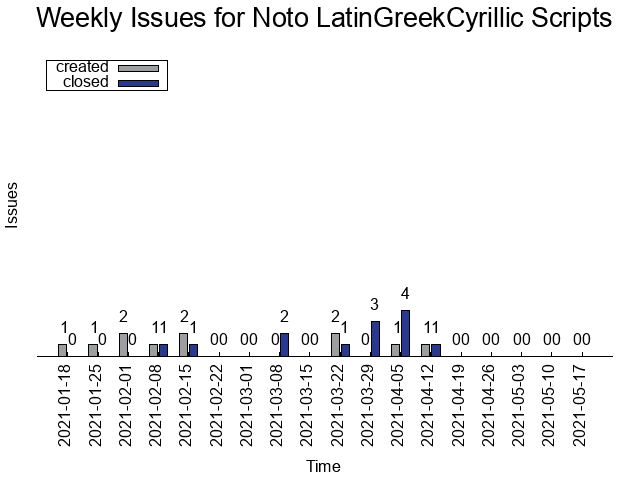 Weekly Issues for Noto LatinGreekCyrillic Scripts
created
closed
Issues
1 0 1 0 2 0 1 1 2 1 0 0 0 0 0 2 0 0 2 1 0 3 1 4 1 1 0 0 0 0 0 0 0 0 0 0
2021-01-18 2021-01-25 2021-02-01 2021-02-08 2021-02-15 2021-02-22 2021-03-01 2021-03-08 2021-03-15 2021-03-22 2021-03-29 2021-04-05 2021-04-12 2021-04-19 2021-04-26 2021-05-03 2021-05-10 2021-05-17
Time